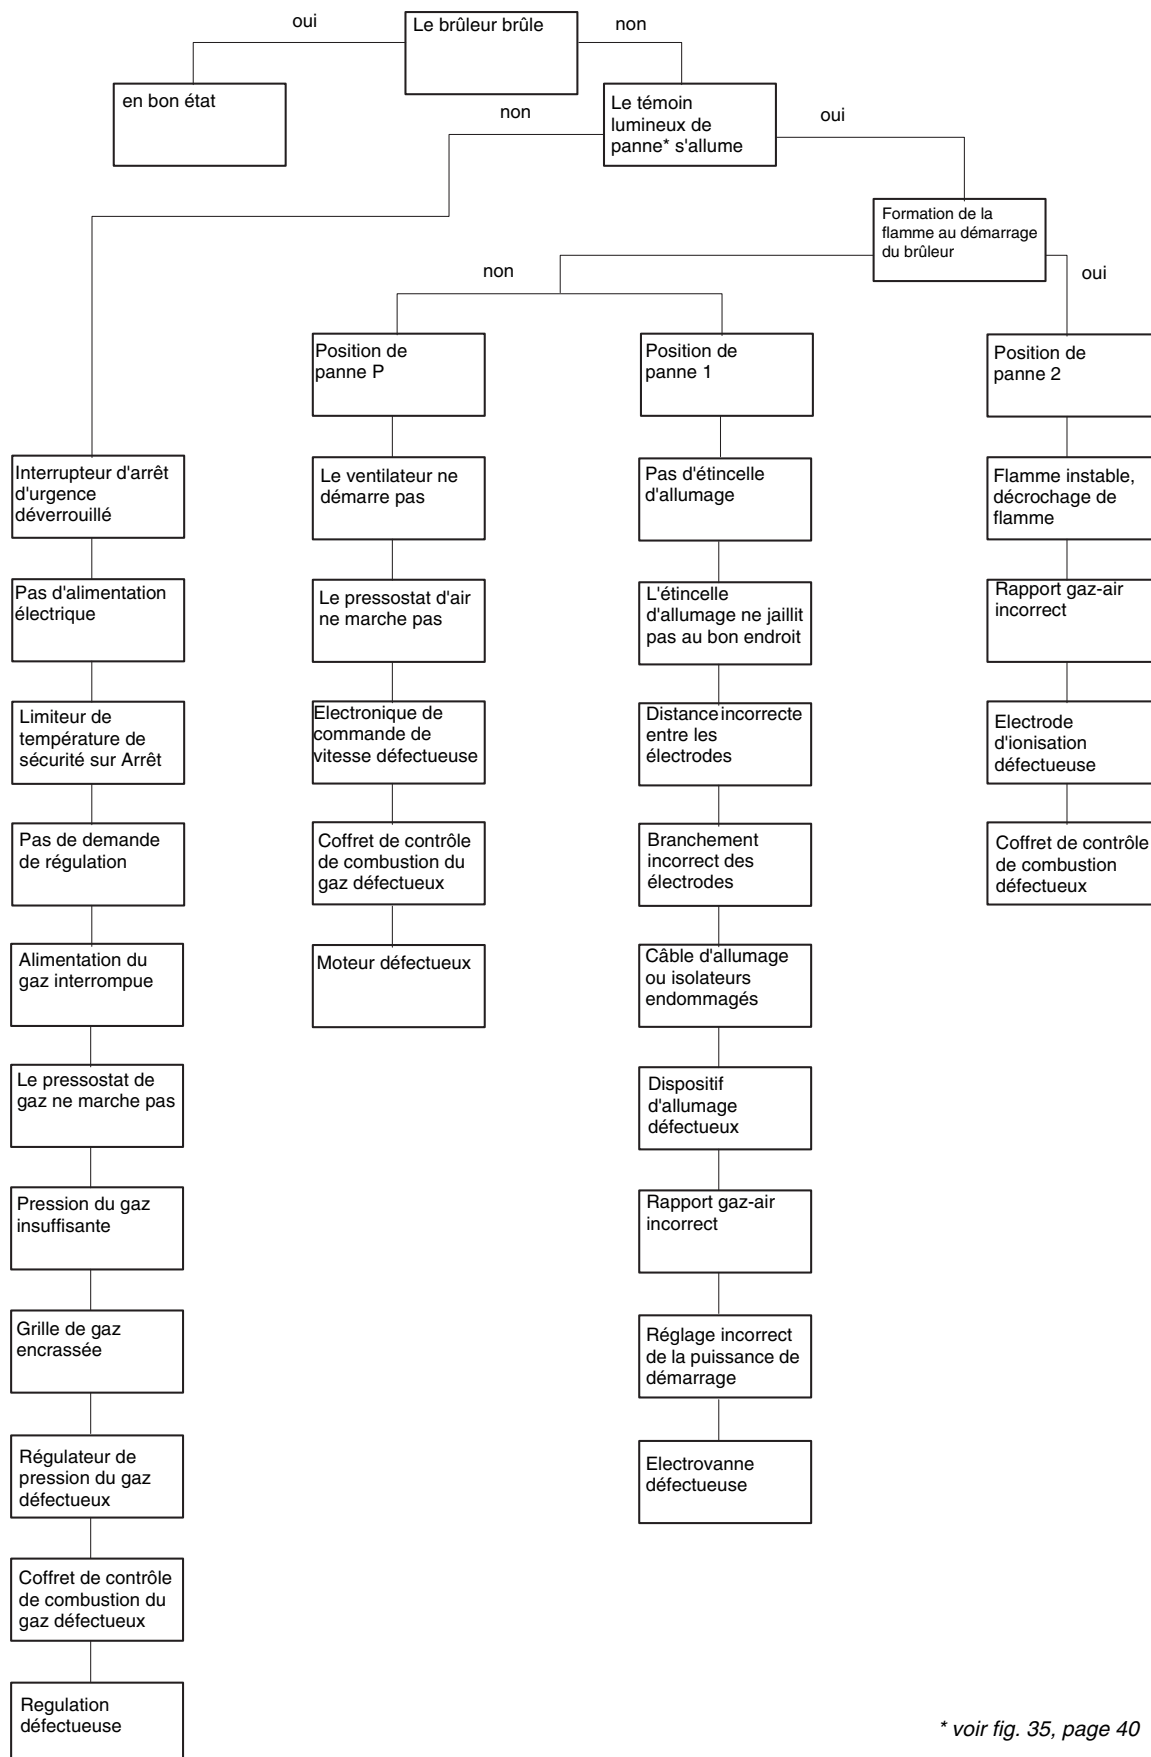 oui
Le brûleur brûle
non
en bon état
non
Le témoin
lumineux de
panne* s'allume
oui
Formation de la
flamme au démarrage
du brûleur
non
oui
Position de
panne P
Position de
panne 1
Position de
panne 2
Interrupteur d'arrêt
d'urgence
déverrouillé
Le ventilateur ne
démarre pas
Pas d'étincelle
d'allumage
Flamme instable,
décrochage de
flamme
Pas d'alimentation
électrique
Le pressostat d'air
ne marche pas
L'étincelle
d'allumage ne jaillit
pas au bon endroit
Rapport gaz-air
incorrect
Limiteur de
température de
sécurité sur Arrêt
Electronique de
commande de
vitesse défectueuse
Distance incorrecte
entre les
électrodes
Electrode
d'ionisation
défectueuse
Pas de demande
de régulation
Coffret de contrôle
de combustion du
gaz défectueux
Branchement
incorrect des
électrodes
Coffret de contrôle
de combustion
défectueux
Alimentation du
gaz interrompue
Moteur défectueux
Câble d'allumage
ou isolateurs
endommagés
Le pressostat de
gaz ne marche pas
Dispositif
d'allumage
défectueux
Pression du gaz
insuffisante
Rapport gaz-air
incorrect
Grille de gaz
encrassée
Réglage incorrect
de la puissance de
démarrage
Régulateur de
pression du gaz
défectueux
Electrovanne
défectueuse
Coffret de contrôle
de combustion du
gaz défectueux
Regulation
défectueuse
* voir fig. 35, page 40